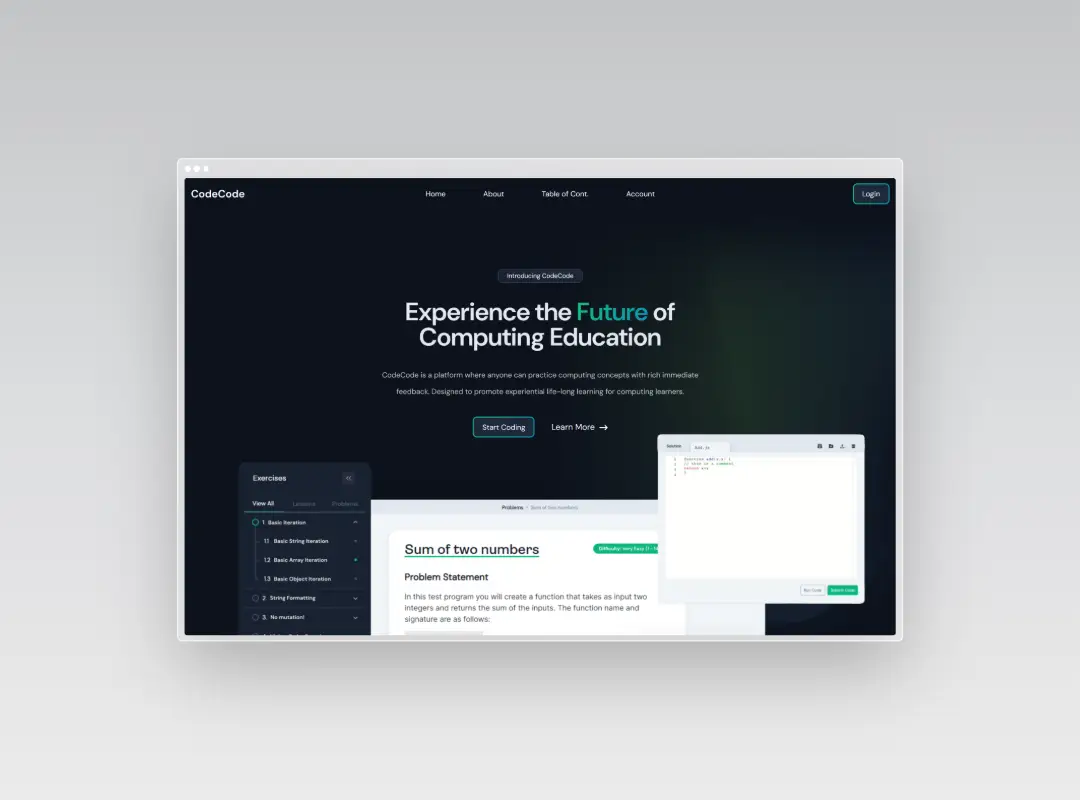 CodeCode
Home
About
Table of Cont.
Account
Login
Introducing CodeCode
Experience the Future of
Computing Education
CodeCode is a platform where anyone can practice computing concepts with rich immediate
feedback. Designed to promote experiential life-long learning for computing learners.
Start Coding
Learn More →
Exercises
View All
Lessons
Problems
1 Basic Iteration
1.1 Basic String Iteration
1.2 Basic Array Iteration
1.3 Basic Object Iteration
2 String Formatting
3. No mutation!
Problems
Sum of two numbers
Sum of two numbers
Difficulty: Very Easy
Problem Statement
In this test program you will create a function that takes as input two
integers and returns the sum of the inputs. The function name and
signature are as follows:
Solution
Add.js
// this is a comment
Run Code
Submit Code